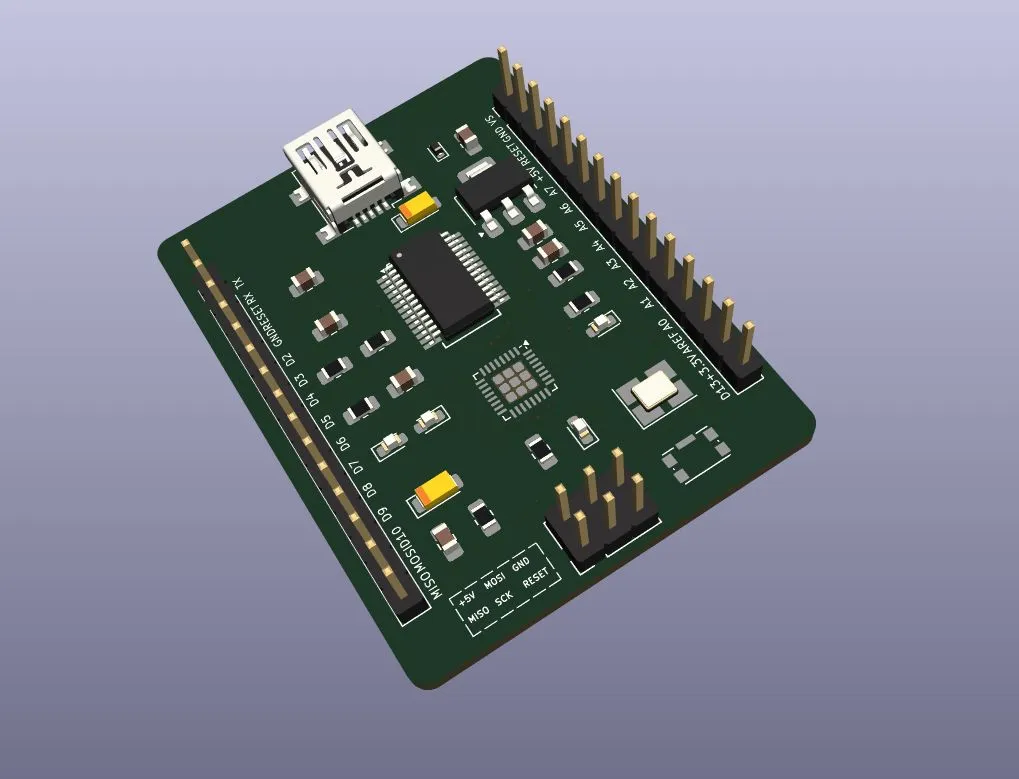 VS
GND
RESET
+5V
A7
A6
A5
A4
A3
A2
A1
A0
AREF
+3.3V
D13
TX
RX
RESET
GND
D2
D3
D4
D5
D6
D7
D8
D9
D10
MOSI
MISO
+5V MOSI GND
MISO SCK RESET